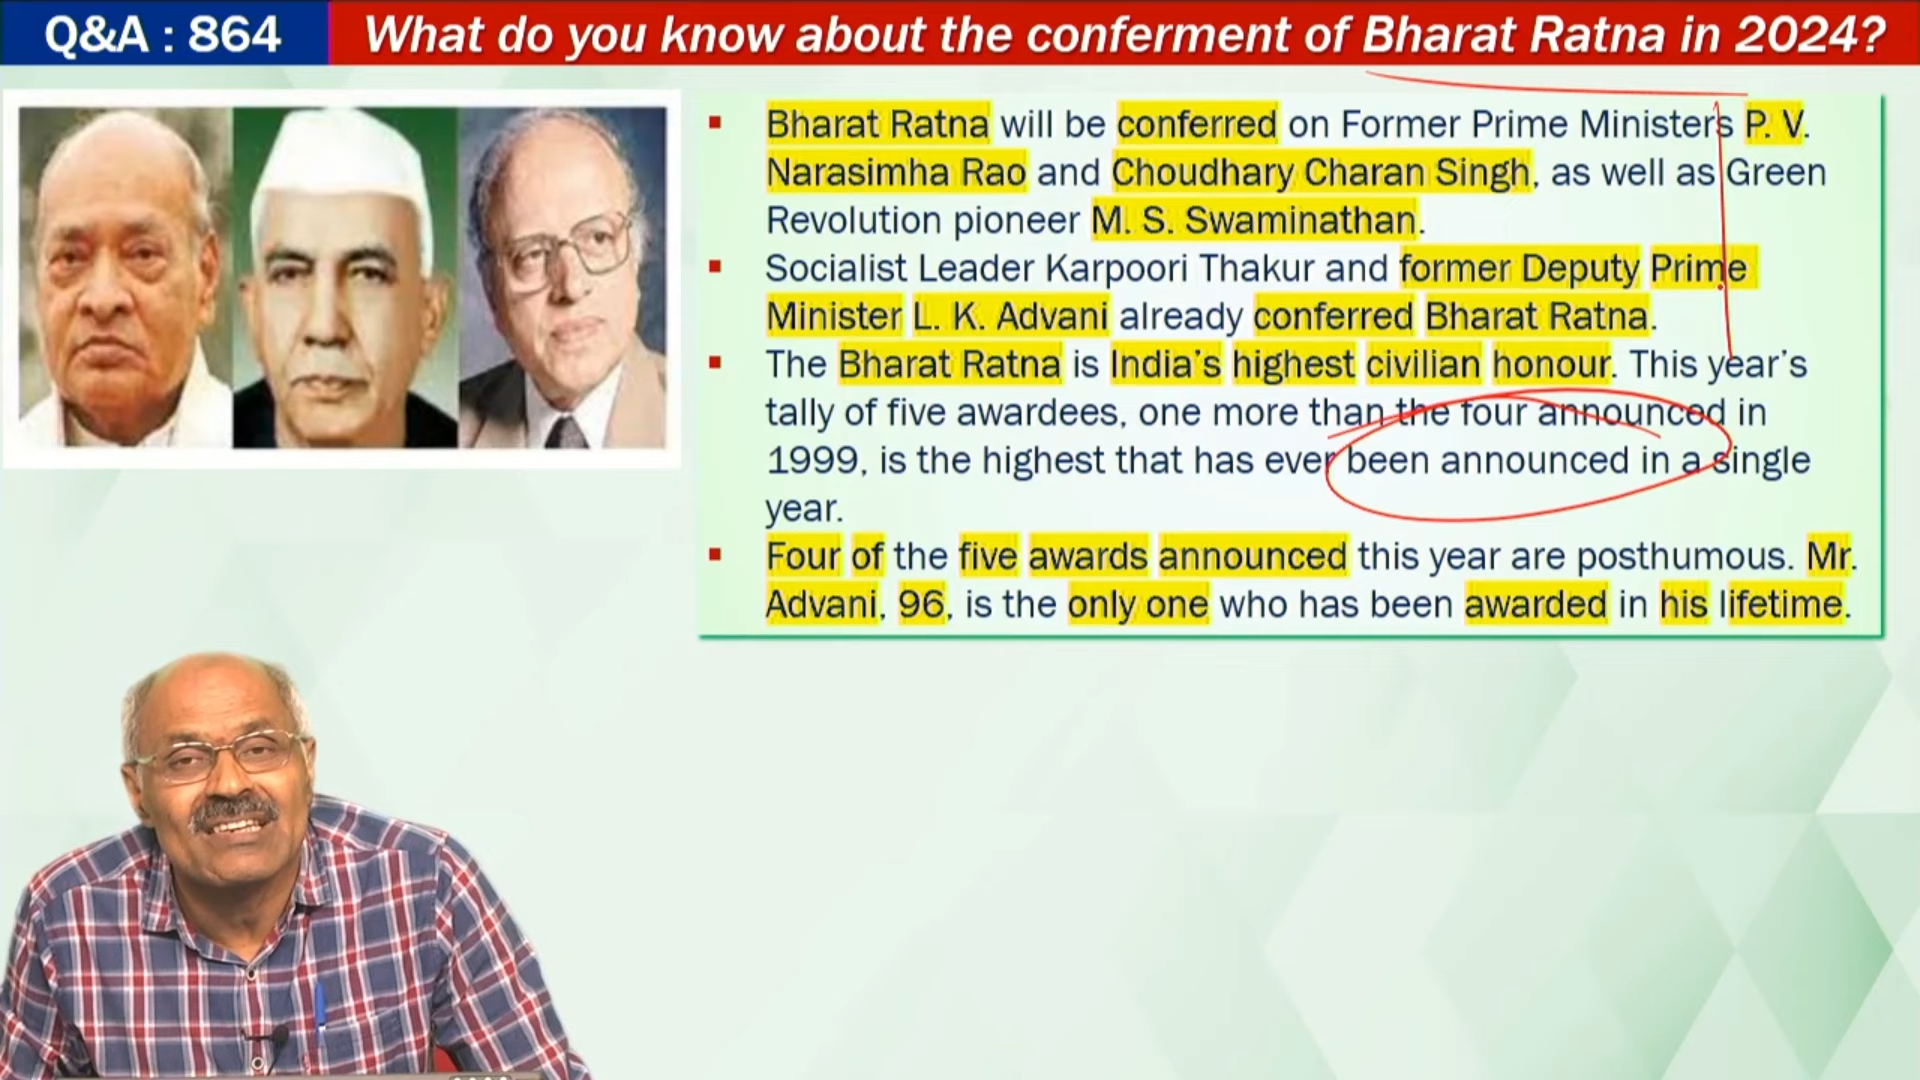 Q&A : 864
What do you know about the conferment of Bharat Ratna in 2024?
▪ Bharat Ratna will be conferred on Former Prime Ministers P. V.
Narasimha Rao and Choudhary Charan Singh, as well as Green
Revolution pioneer M. S. Swaminathan.
▪ Socialist Leader Karpoori Thakur and former Deputy Prime
Minister L. K. Advani already conferred Bharat Ratna.
▪ The Bharat Ratna is India's highest civilian honour. This year's
tally of five awardees, one more than the four announced in
1999, is the highest that has ever been announced in a single
year.
▪ Four of the five awards announced this year are posthumous. Mr.
Advani, 96, is the only one who has been awarded in his lifetime.